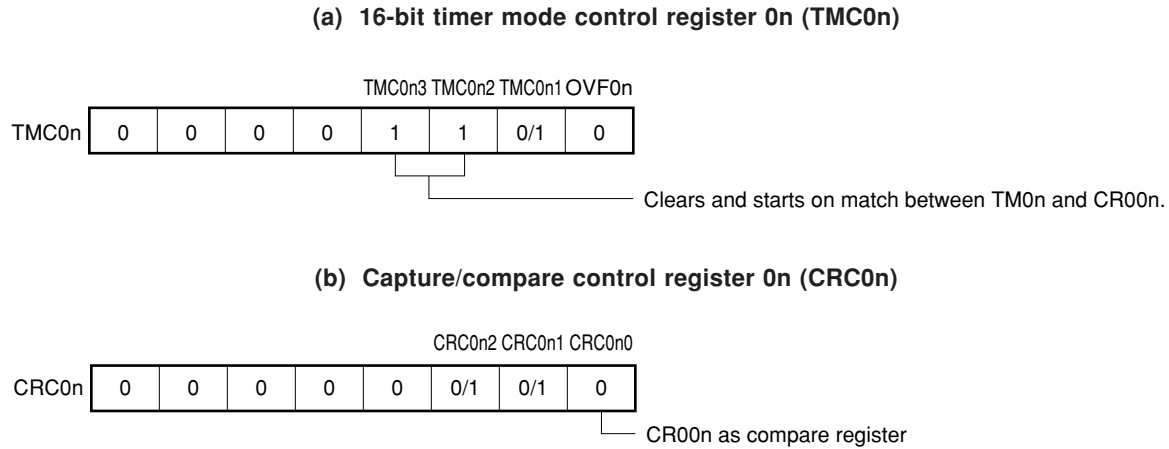 (a) 16-bit timer mode control register 0n (TMC0n)
TMC0n3 TMC0n2 TMC0n1 OVF0n
TMC0n 0 0 0 0 1 1 0/1 0
Clears and starts on match between TM0n and CR00n.
(b) Capture/compare control register 0n (CRC0n)
CRC0n2 CRC0n1 CRC0n0
CRC0n 0 0 0 0 0 0/1 0/1 0
CR00n as compare register